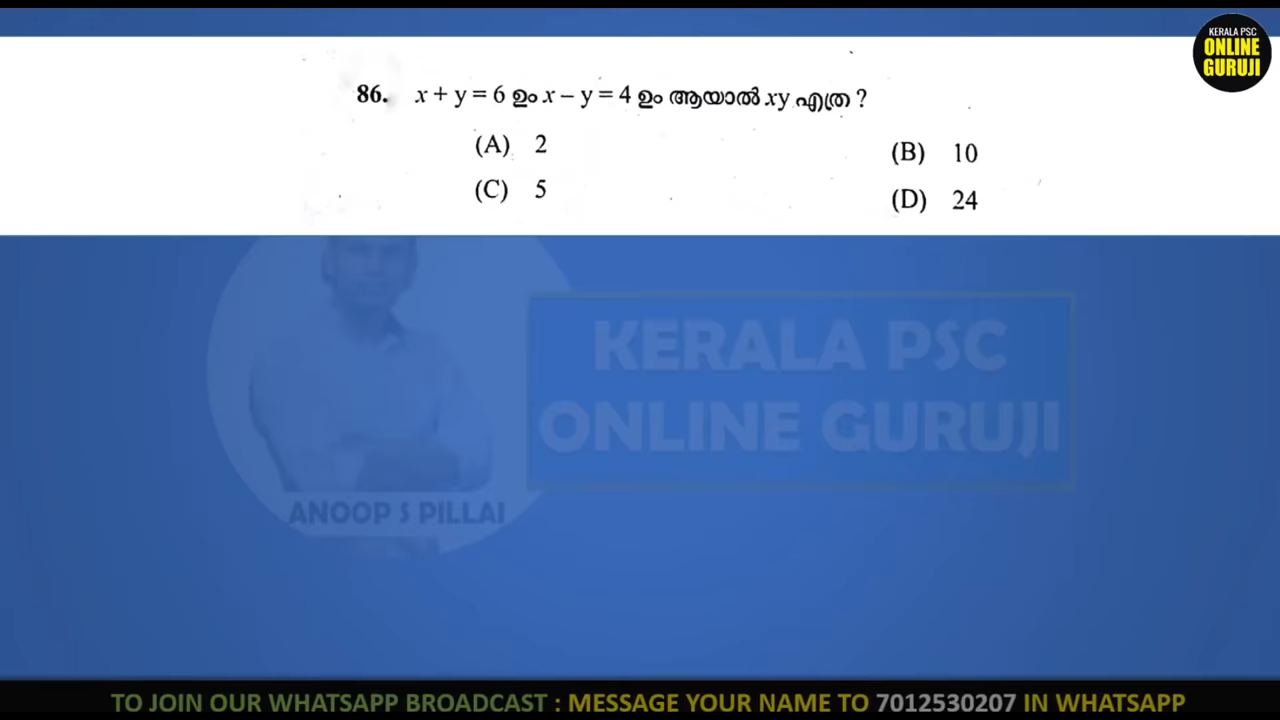 KERALA PSC
ONLINE
GURUJI
86. x + y = 6 ഉം x – y = 4 ഉം ആയാൽ xy എത്ര ?
(A) 2
(B) 10
(C) 5
(D) 24
KERALA PSC
ONLINE GURUJI
ANOOP S PILLAI
TO JOIN OUR WHATSAPP BROADCAST : MESSAGE YOUR NAME TO 7012530207 IN WHATSAPP